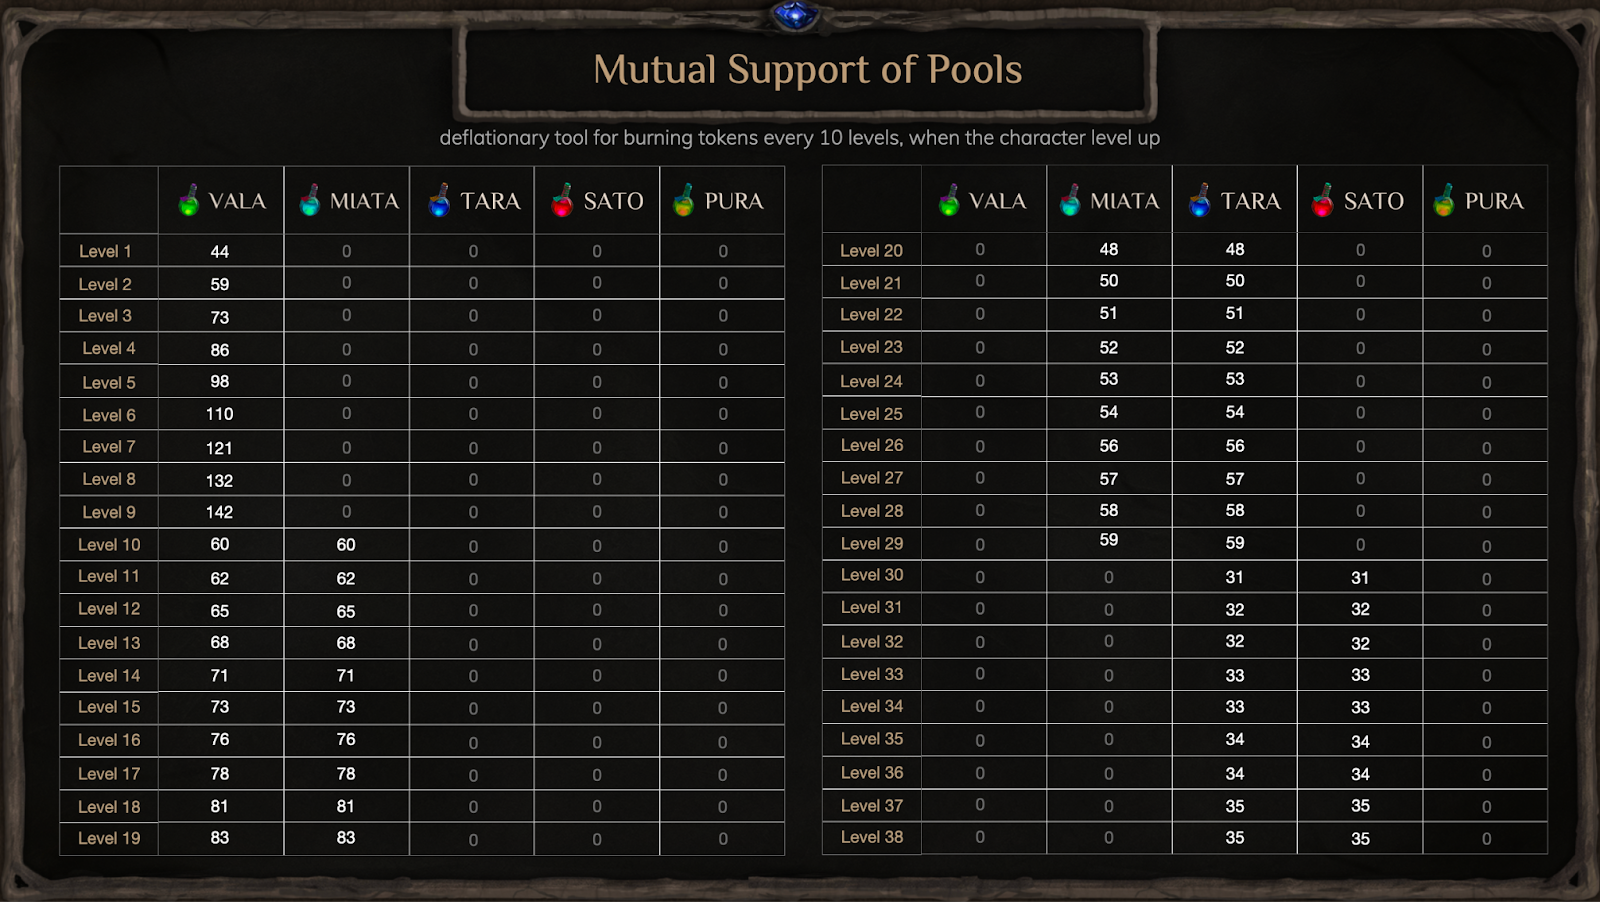 Mutual Support of Pools
deflationary tool for burning tokens every 10 levels, when the character level up
VALA MIATA TARA SATO PURA
Level 1 44 0 0 0 0
Level 2 59 0 0 0 0
Level 3 73 0 0 0 0
Level 4 86 0 0 0 0
Level 5 98 0 0 0 0
Level 6 110 0 0 0 0
Level 7 121 0 0 0 0
Level 8 132 0 0 0 0
Level 9 142 0 0 0 0
Level 10 60 60 0 0 0
Level 11 62 62 0 0 0
Level 12 65 65 0 0 0
Level 13 68 68 0 0 0
Level 14 71 71 0 0 0
Level 15 73 73 0 0 0
Level 16 76 76 0 0 0
Level 17 78 78 0 0 0
Level 18 81 81 0 0 0
Level 19 83 83 0 0 0
VALA MIATA TARA SATO PURA
Level 20 0 48 48 0 0
Level 21 0 50 50 0 0
Level 22 0 51 51 0 0
Level 23 0 52 52 0 0
Level 24 0 53 53 0 0
Level 25 0 54 54 0 0
Level 26 0 56 56 0 0
Level 27 0 57 57 0 0
Level 28 0 58 58 0 0
Level 29 0 59 59 0 0
Level 30 0 0 31 31 0
Level 31 0 0 32 32 0
Level 32 0 0 32 32 0
Level 33 0 0 33 33 0
Level 34 0 0 33 33 0
Level 35 0 0 34 34 0
Level 36 0 0 34 34 0
Level 37 0 0 35 35 0
Level 38 0 0 35 35 0